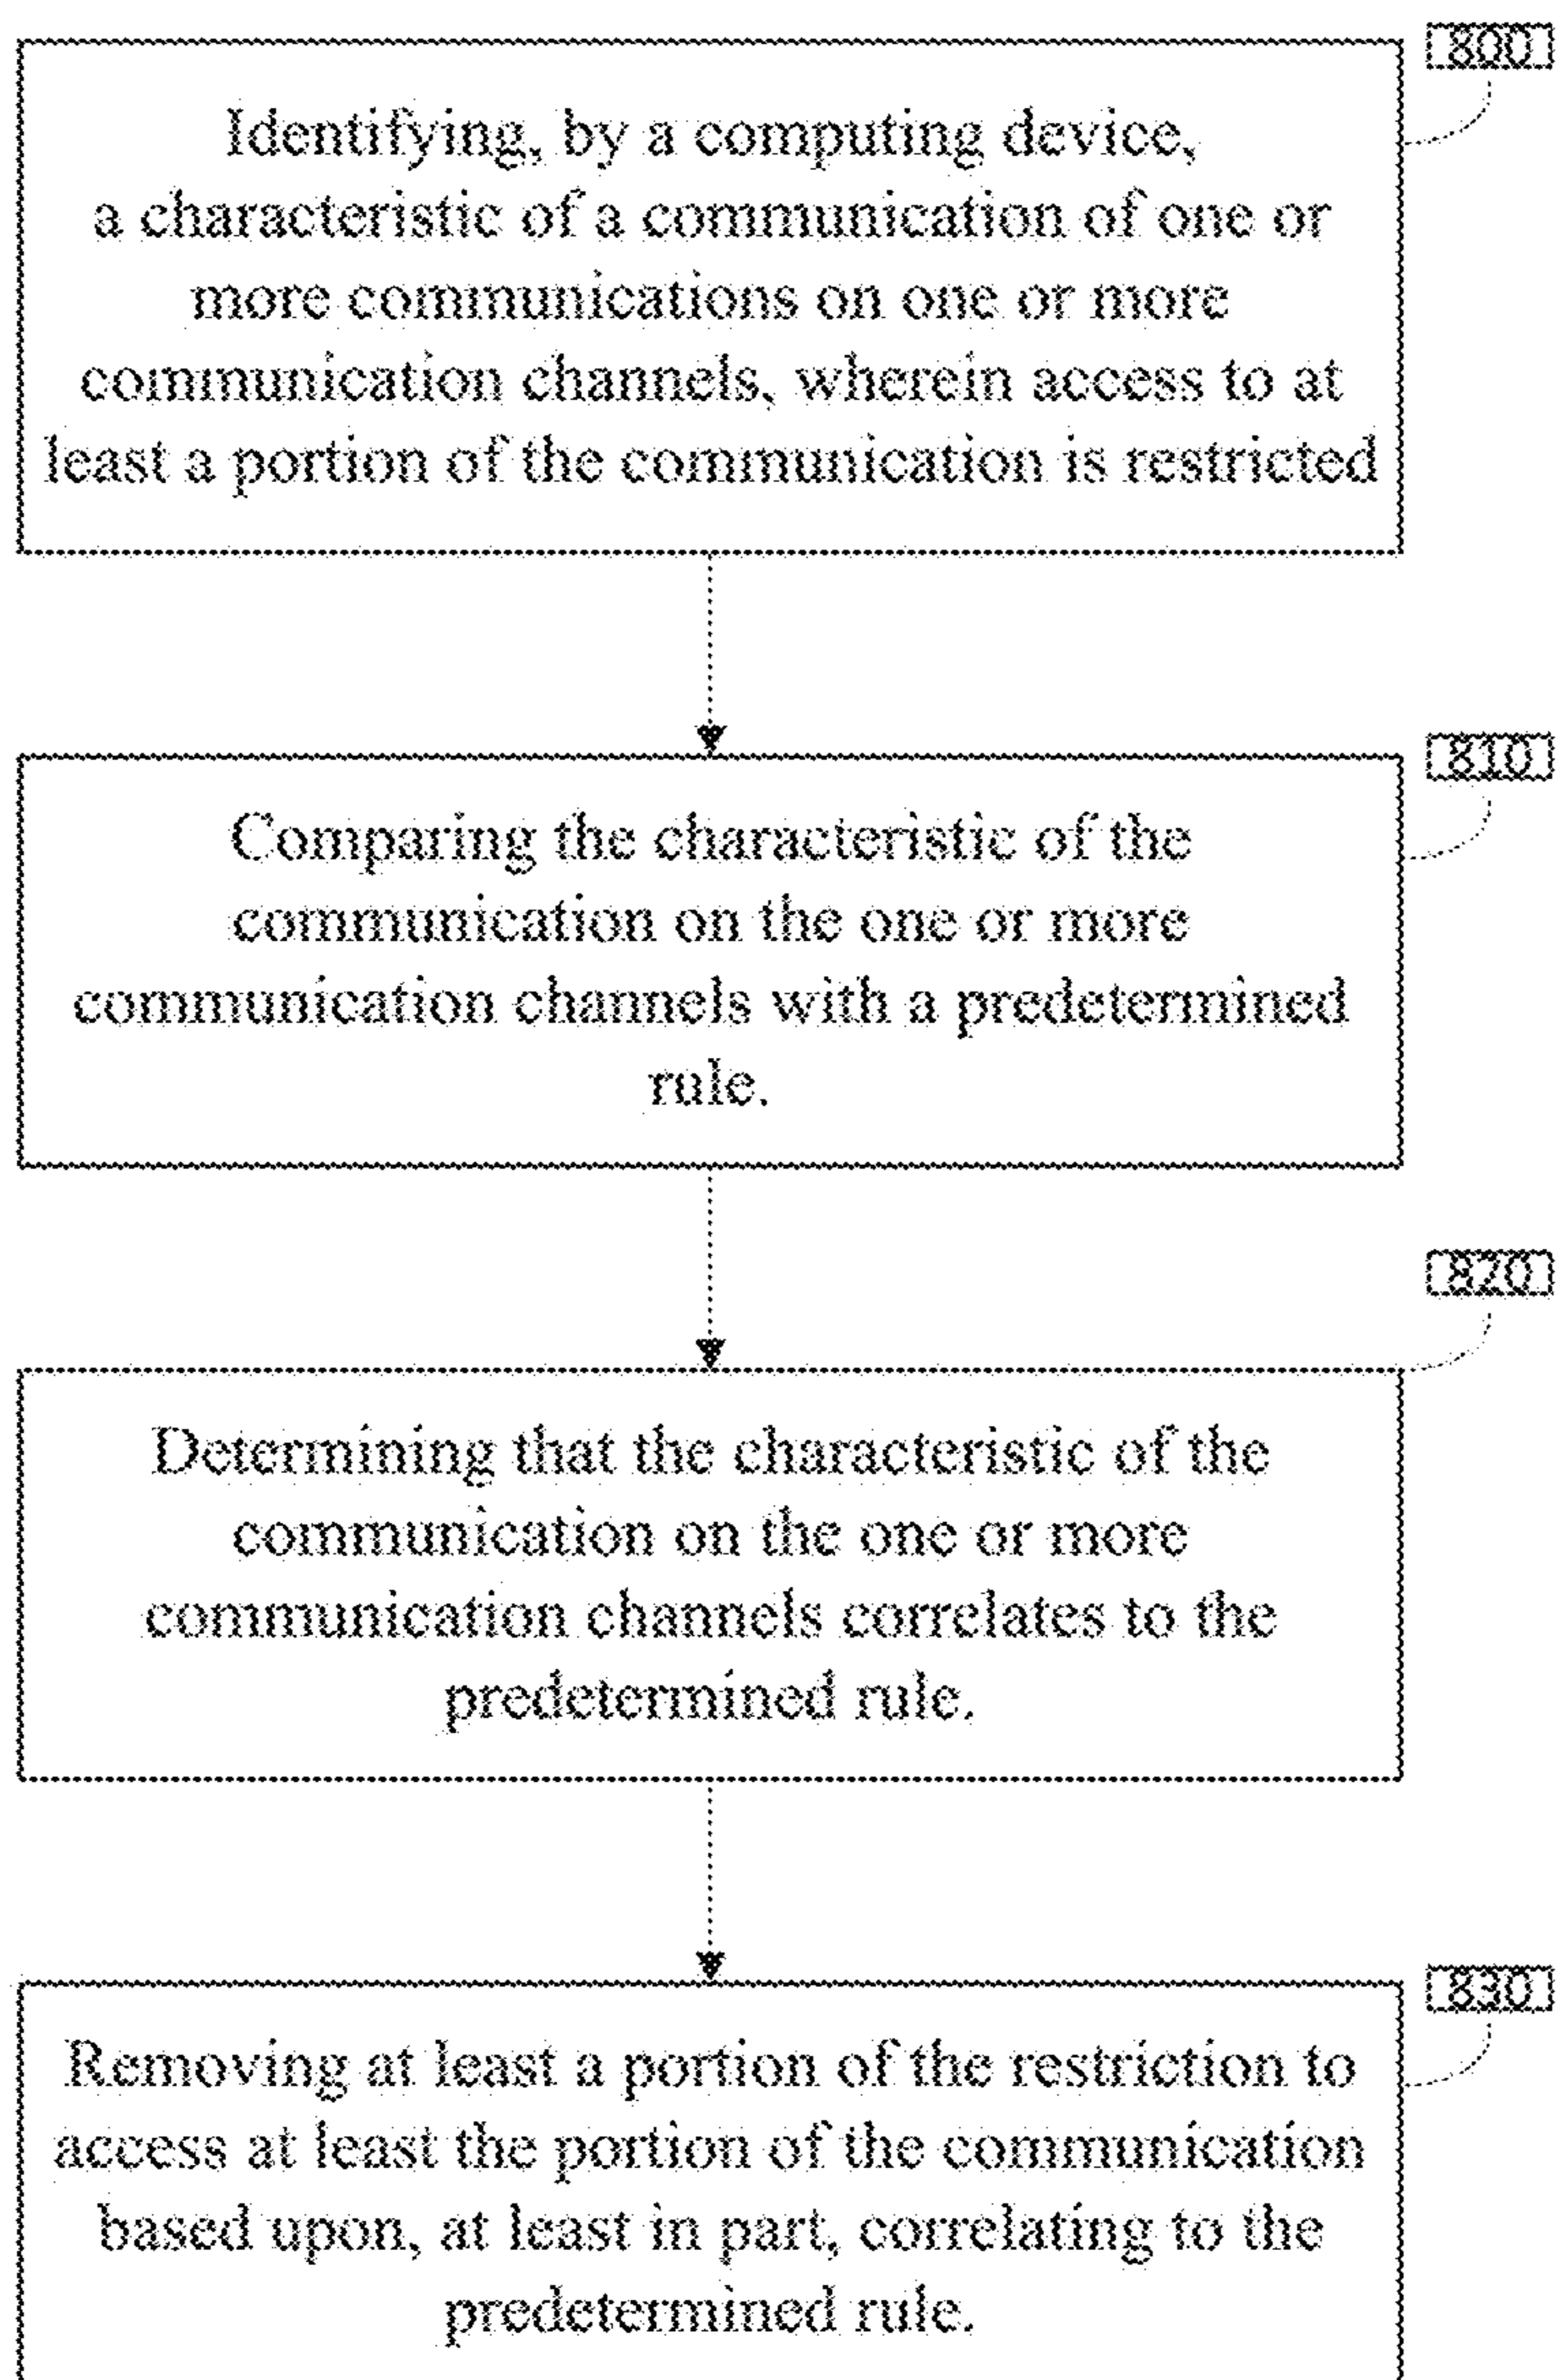 800
Identifying, by a computing device,
a characteristic of a communication of one or
more communications on one or more
communication channels, wherein access to at
least a portion of the communication is restricted
810
Comparing the characteristic of the
communication on the one or more
communication channels with a predetermined
rule.
820
Determining that the characteristic of the
communication on the one or more
communication channels correlates to the
predetermined rule.
830
Removing at least a portion of the restriction to
access at least the portion of the communication
based upon, at least in part, correlating to the
predetermined rule.